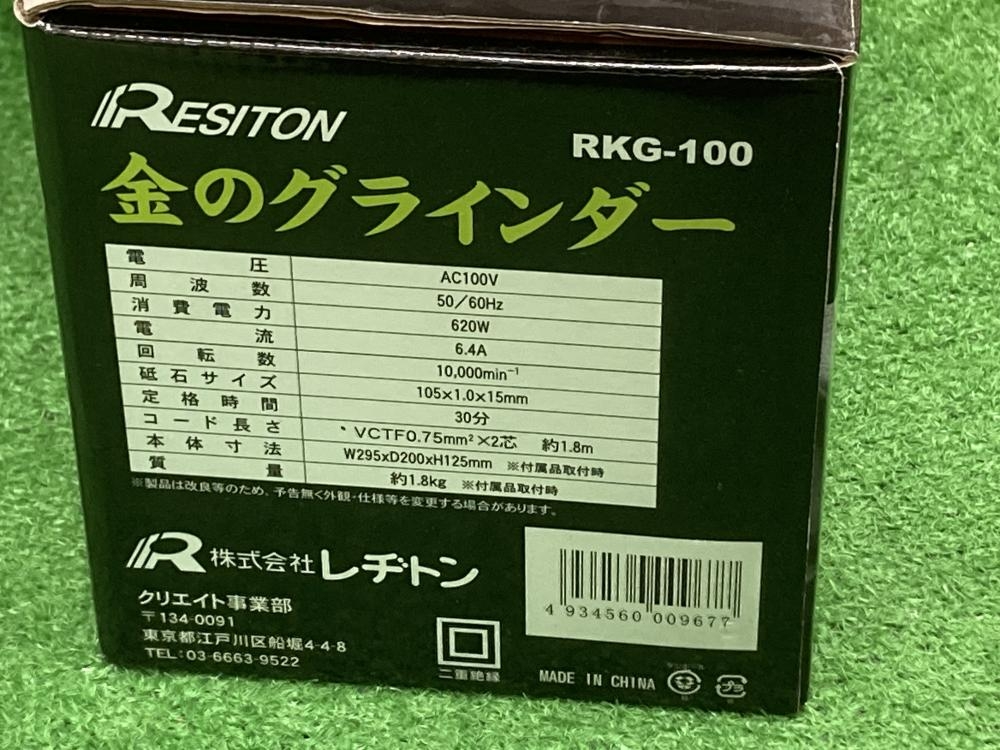 RESITON
RKG-100
金のグラインダー
電圧 AC100V
周波数 50/60Hz
消費電力 620W
電流 6.4A
回転数 10,000min⁻¹
砥石サイズ 105×1.0×15mm
定格時間 30分
コード長さ VCTF0.75mm²×2芯 約1.8m
本体寸法 W295xD200xH125mm ※付属品取付時
質量 約1.8kg ※付属品取付時
※製品は改良等のため、予告無く外観・仕様等を変更する場合があります。
株式会社レヂトン
クリエイト事業部
〒134-0091
東京都江戸川区船堀4-4-8
TEL:03-6663-9522
二重絶縁
4 934560 009677
MADE IN CHINA
プラ